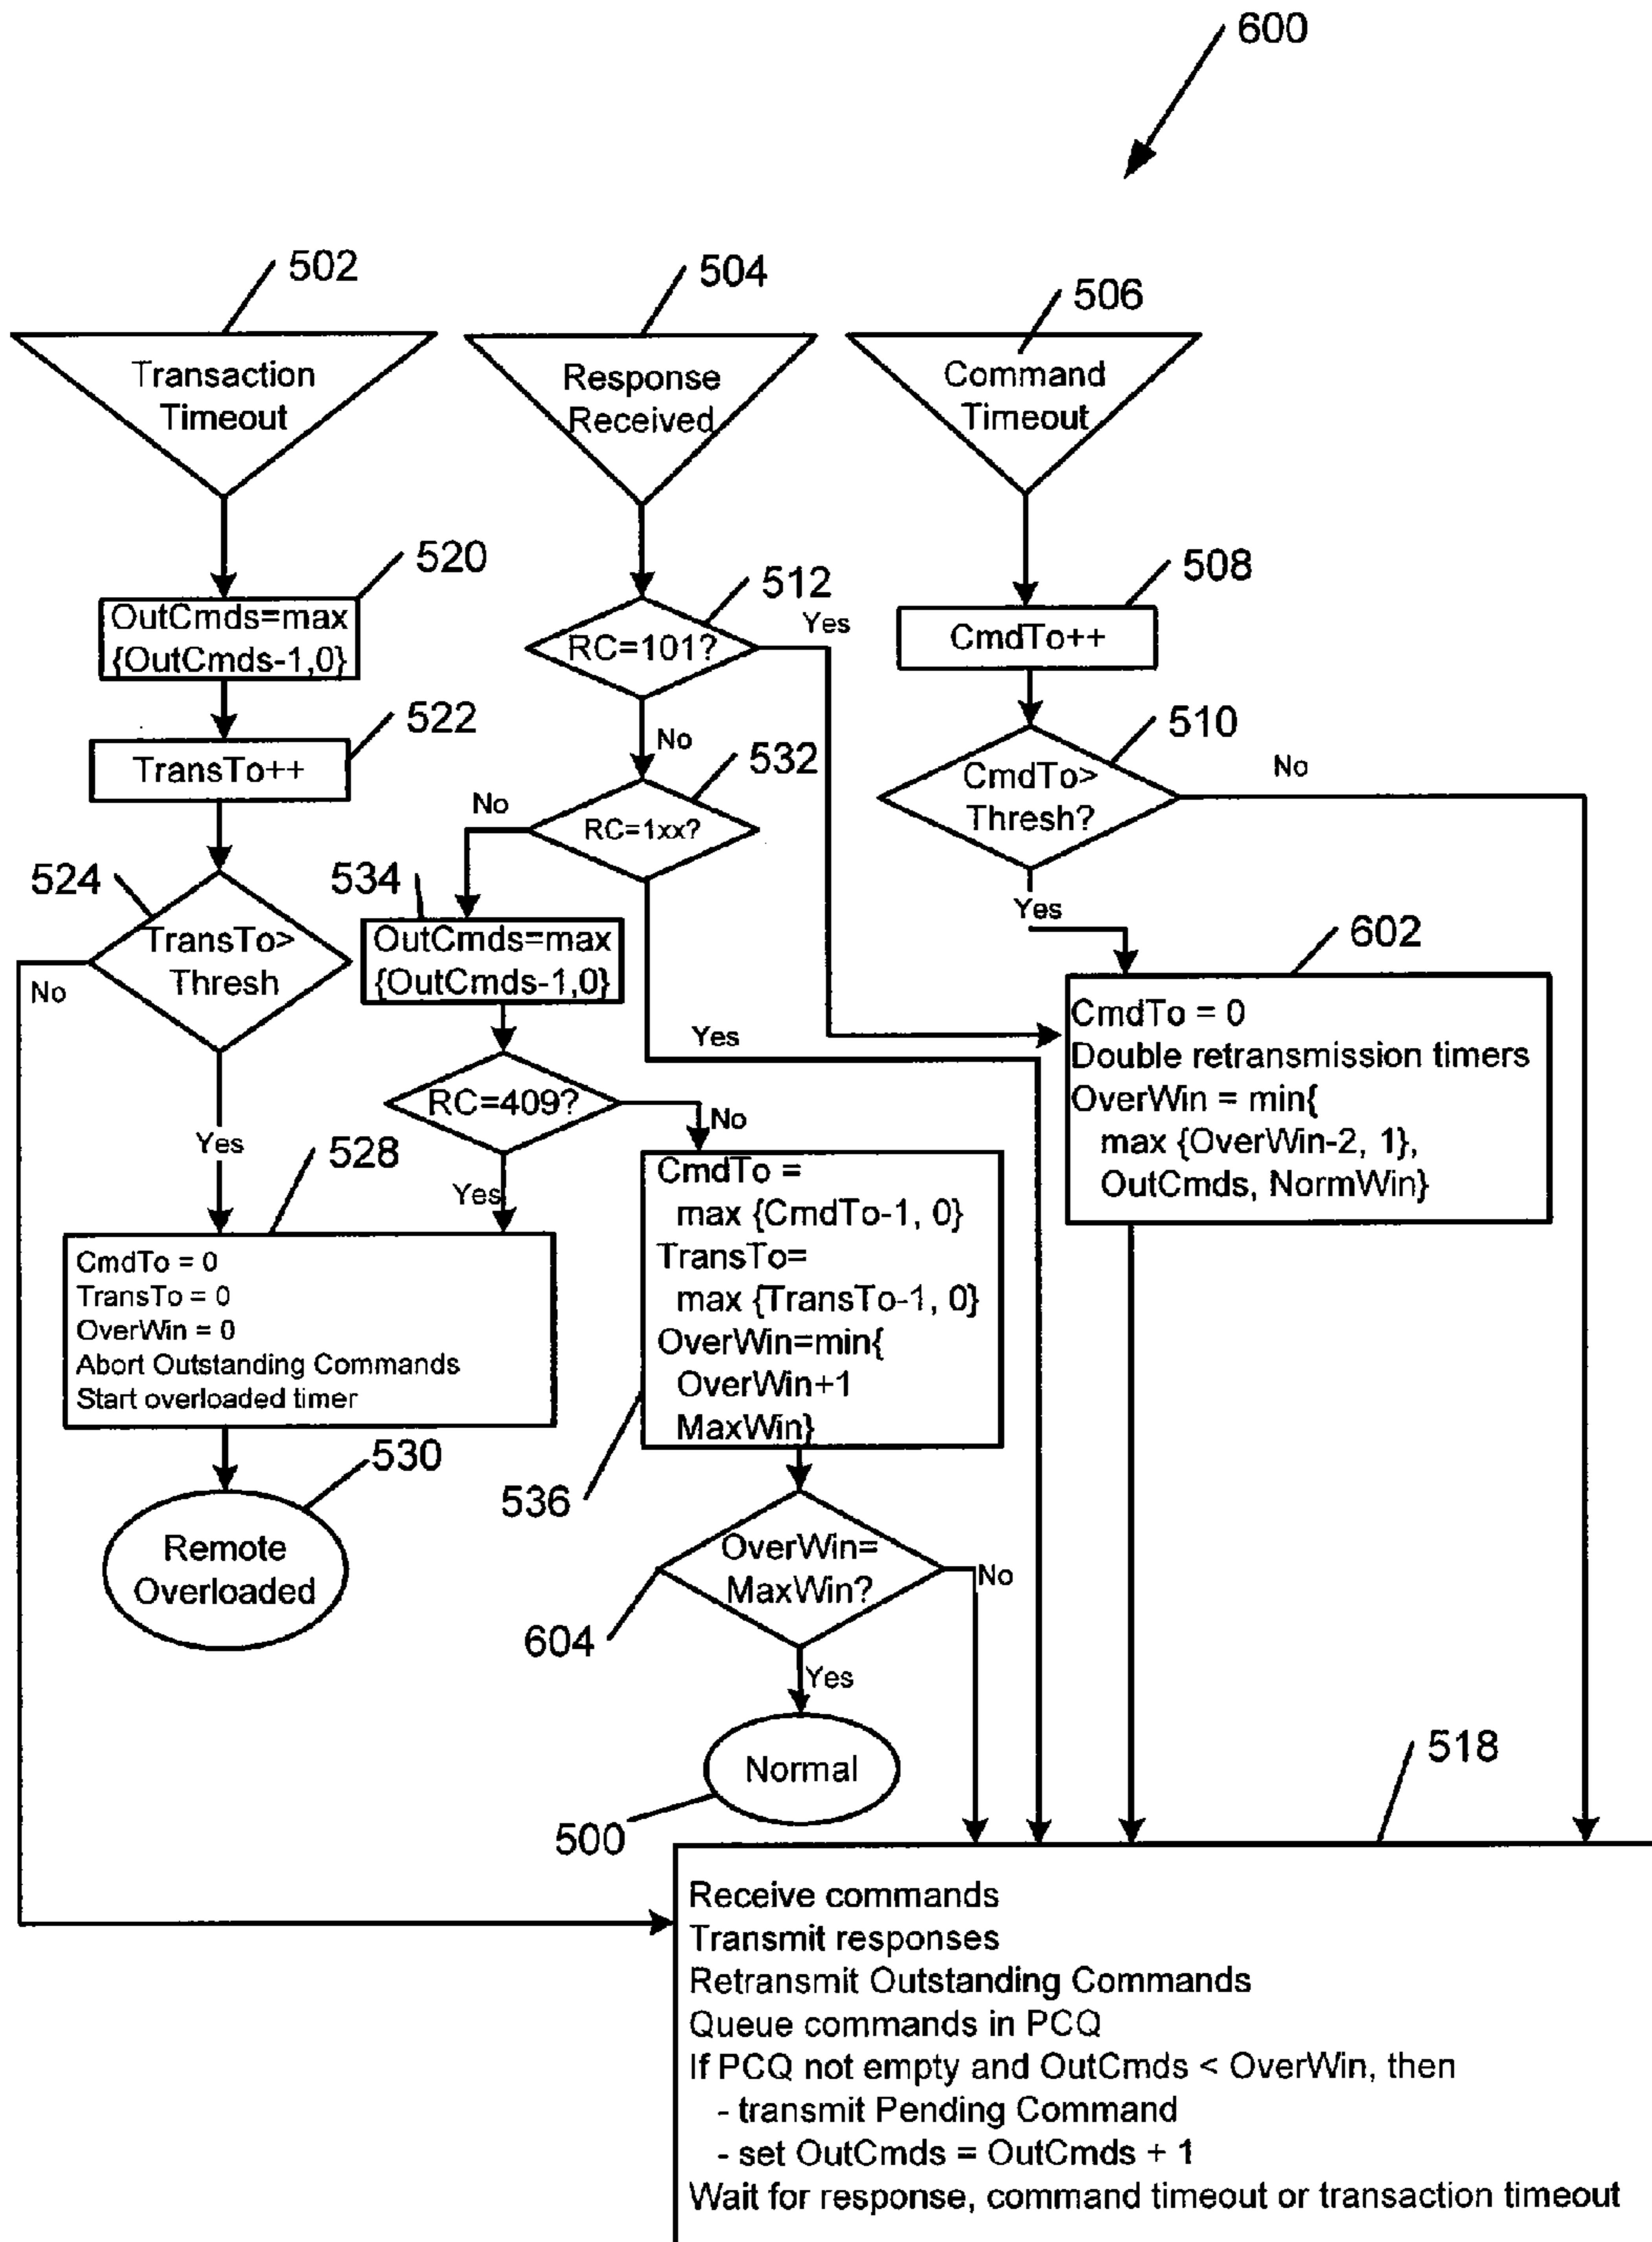 600
502
504
506
Transaction
Timeout
Response
Received
Command
Timeout
520
OutCmds=max
{OutCmds-1,0}
512
RC=101?
Yes
508
CmdTo++
522
TransTo++
No
532
RC=1xx?
No
510
CmdTo>
Thresh?
No
Yes
524
TransTo>
Thresh
No
534
OutCmds=max
{OutCmds-1,0}
Yes
602
CmdTo = 0
Double retransmission timers
OverWin = min{
max {OverWin-2, 1},
OutCmds, NormWin}
RC=409?
No
Yes
Yes
528
CmdTo = 0
TransTo = 0
OverWin = 0
Abort Outstanding Commands
Start overloaded timer
CmdTo =
max {CmdTo-1, 0}
TransTo=
max {TransTo-1, 0}
OverWin=min{
OverWin+1
MaxWin}
536
530
Remote
Overloaded
OverWin=
MaxWin?
No
604
Yes
Normal
500
518
Receive commands
Transmit responses
Retransmit Outstanding Commands
Queue commands in PCQ
If PCQ not empty and OutCmds < OverWin, then
- transmit Pending Command
- set OutCmds = OutCmds + 1
Wait for response, command timeout or transaction timeout